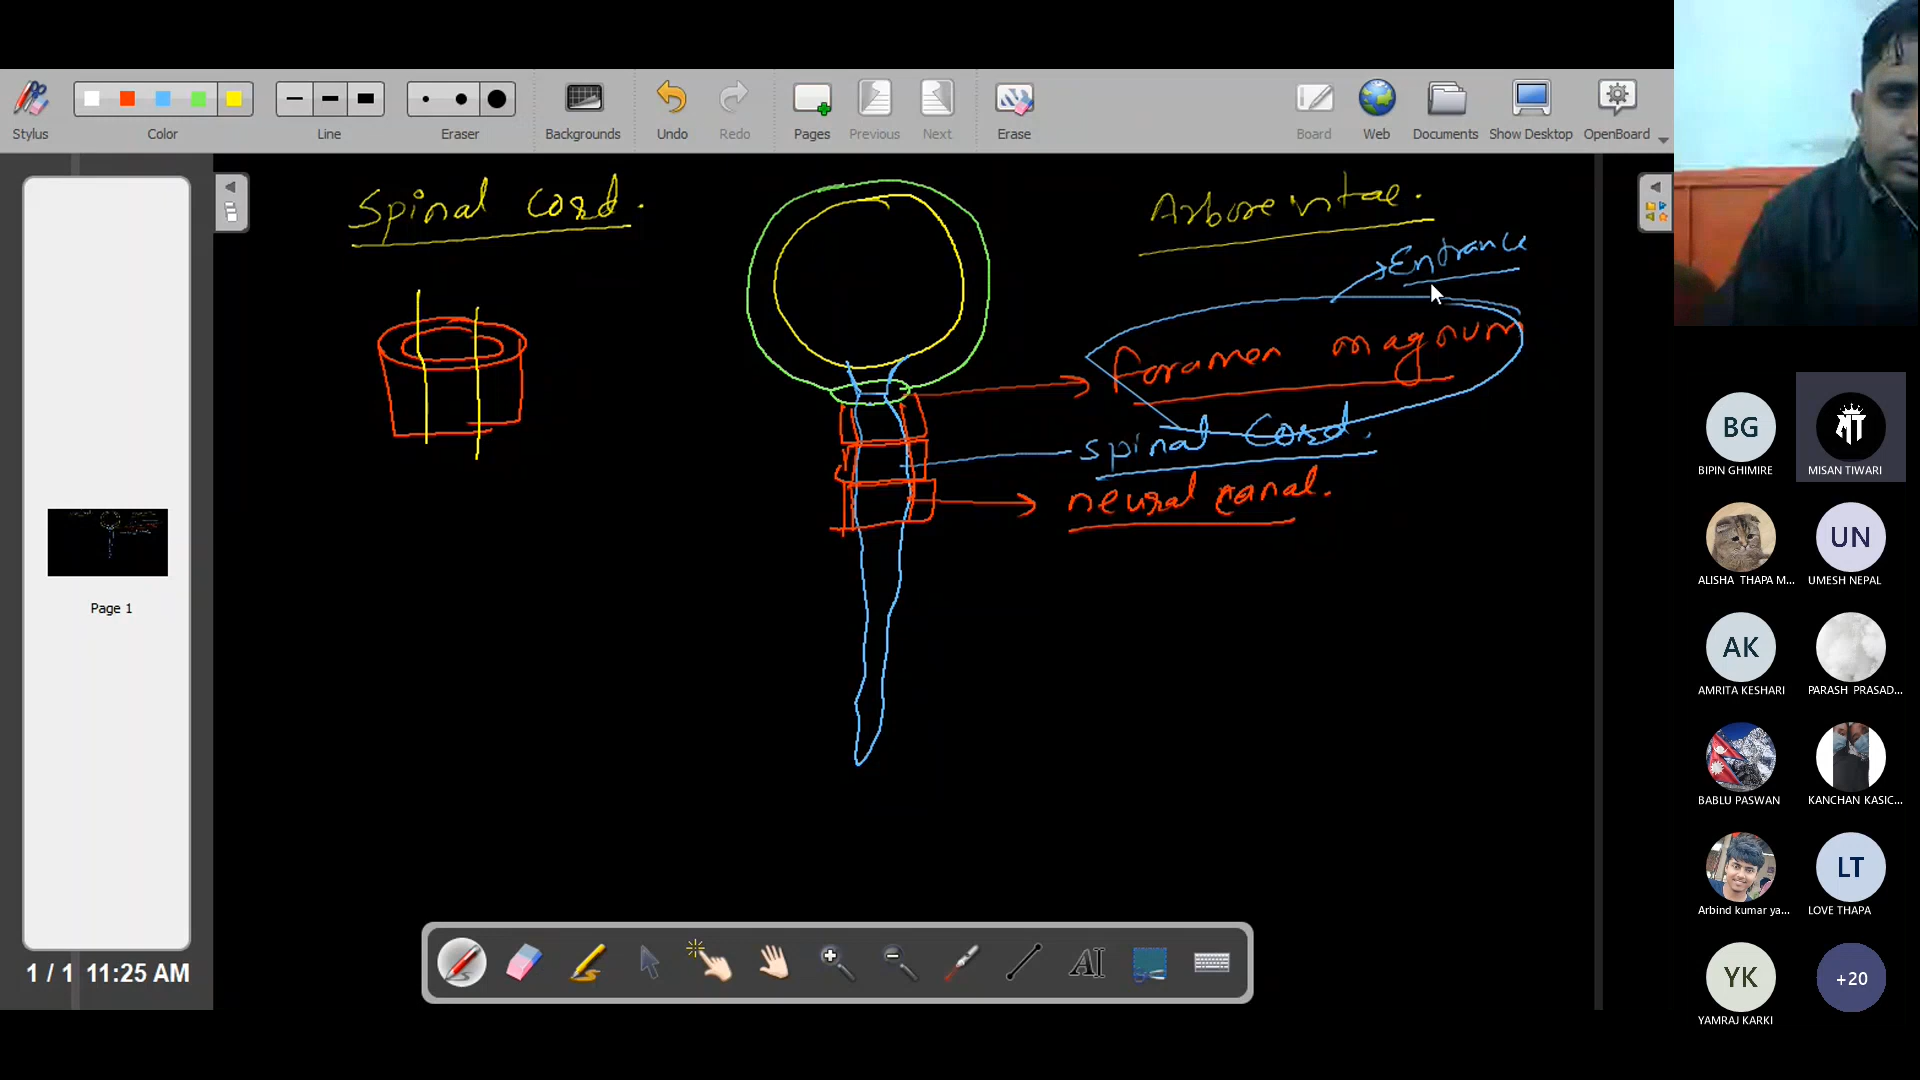 Stylus
Color
Line
Eraser
Backgrounds
Undo
Redo
Pages
Previous
Next
Erase
Board
Web
Documents
Show Desktop
OpenBoard
Spinal Cord.
Arbore vitae.
Entrance
foramen magnum
spinal Cord.
neural canal.
Page 1
1 / 1 11:25 AM
BG
BIPIN GHIMIRE
MT
MISAN TIWARI
ALISHA THAPA M...
UN
UMESH NEPAL
AK
AMRITA KESHARI
PARASH PRASAD...
BABLU PASWAN
KANCHAN KASIC...
Arbind kumar ya...
LT
LOVE THAPA
YK
YAMRAJ KARKI
+20
AI